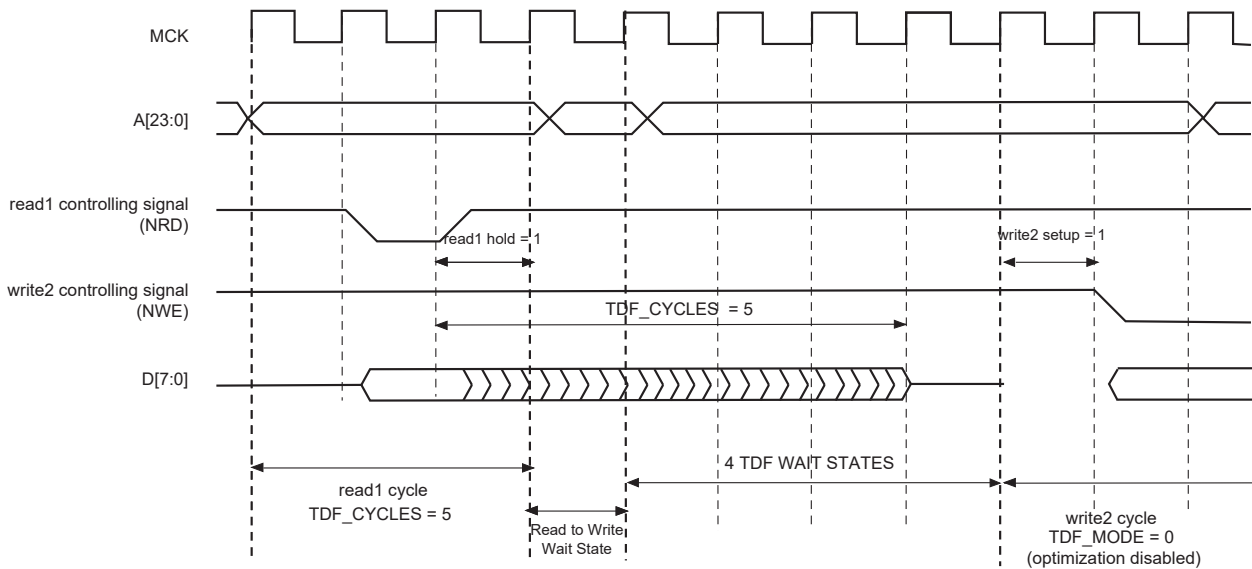 MCK
A[23:0]
read1 controlling signal
(NRD)
read1 hold = 1
write2 setup = 1
write2 controlling signal
(NWE)
TDF_CYCLES = 5
D[7:0]
4 TDF WAIT STATES
read1 cycle
TDF_CYCLES = 5
Read to Write
Wait State
write2 cycle
TDF_MODE = 0
(optimization disabled)